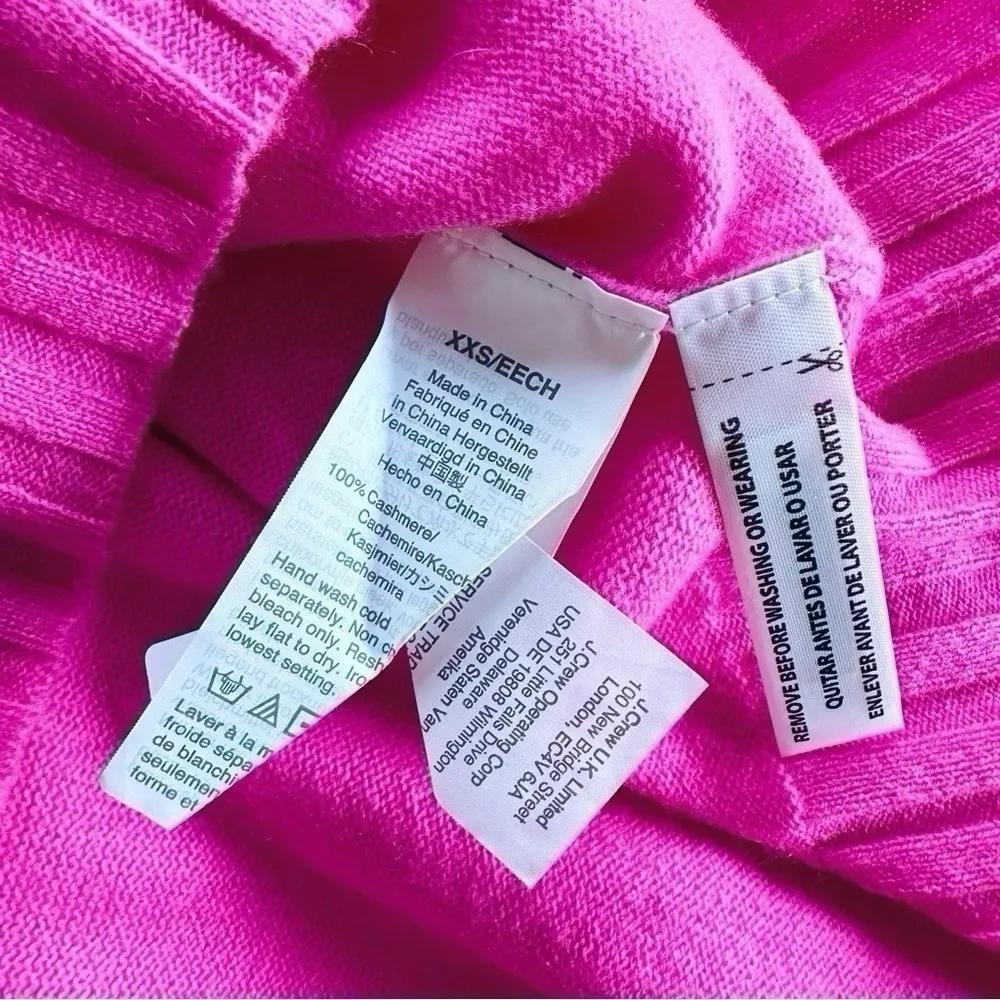 XXS/EECH
Made in China
Fabriqué en Chine
in China Hergestellt
Vervaardigd in China
中国製
Hecho en China
100% Cashmere/
Cachemire/Kasch
Kasjmier/カシミ
cachemira
Hand wash cold
separately. Non c
bleach only. Resh
lay flat to dry. Iro
lowest setting.
Laver à la m
froide sépa
de blanchi
seulemen
forme et
J.Crew U.K. Limited
100 New Bridge Street
London, EC4V 6JA
J.Crew Operating Corp
251 Little Falls Drive
USA DE 19808 Wilmington
Delaware
Verenidge Staten Van
Amerika
REMOVE BEFORE WASHING OR WEARING
QUITAR ANTES DE LAVAR O USAR
ENLEVER AVANT DE LAVER OU PORTER